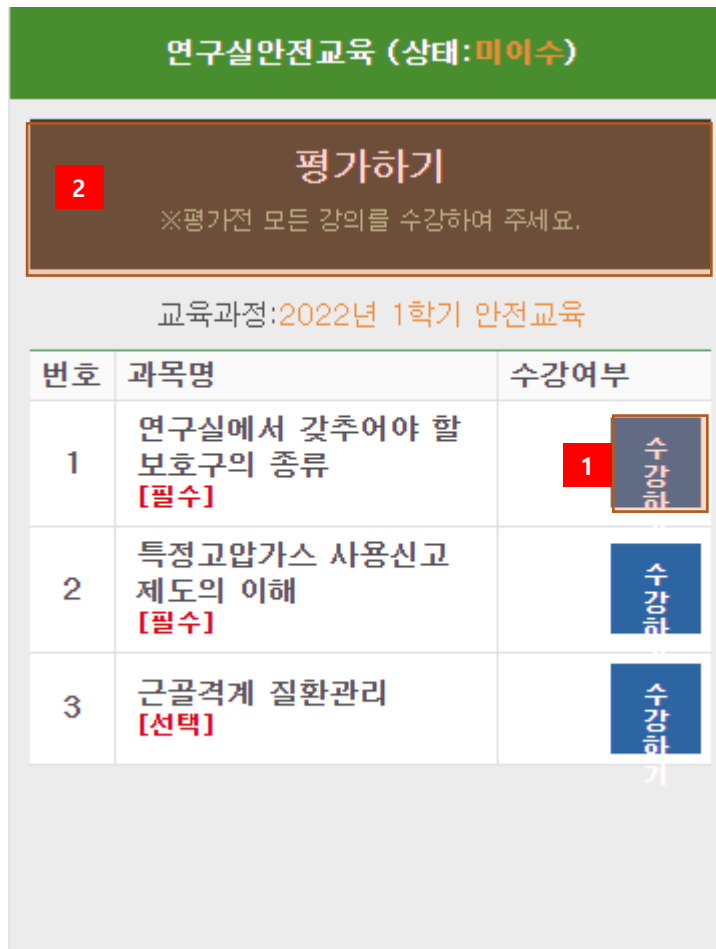 연구실안전교육 (상태:미이수)
2
평가하기
※평가전 모든 강의를 수강하여 주세요.
교육과정:2022년 1학기 안전교육
번호 과목명 수강여부
1 연구실에서 갖추어야 할
보호구의 종류
[필수]
1
수
강
하
2 특정고압가스 사용신고
제도의 이해
[필수]
수
강
하
3 근골격계 질환관리
[선택]
수
강
하
기